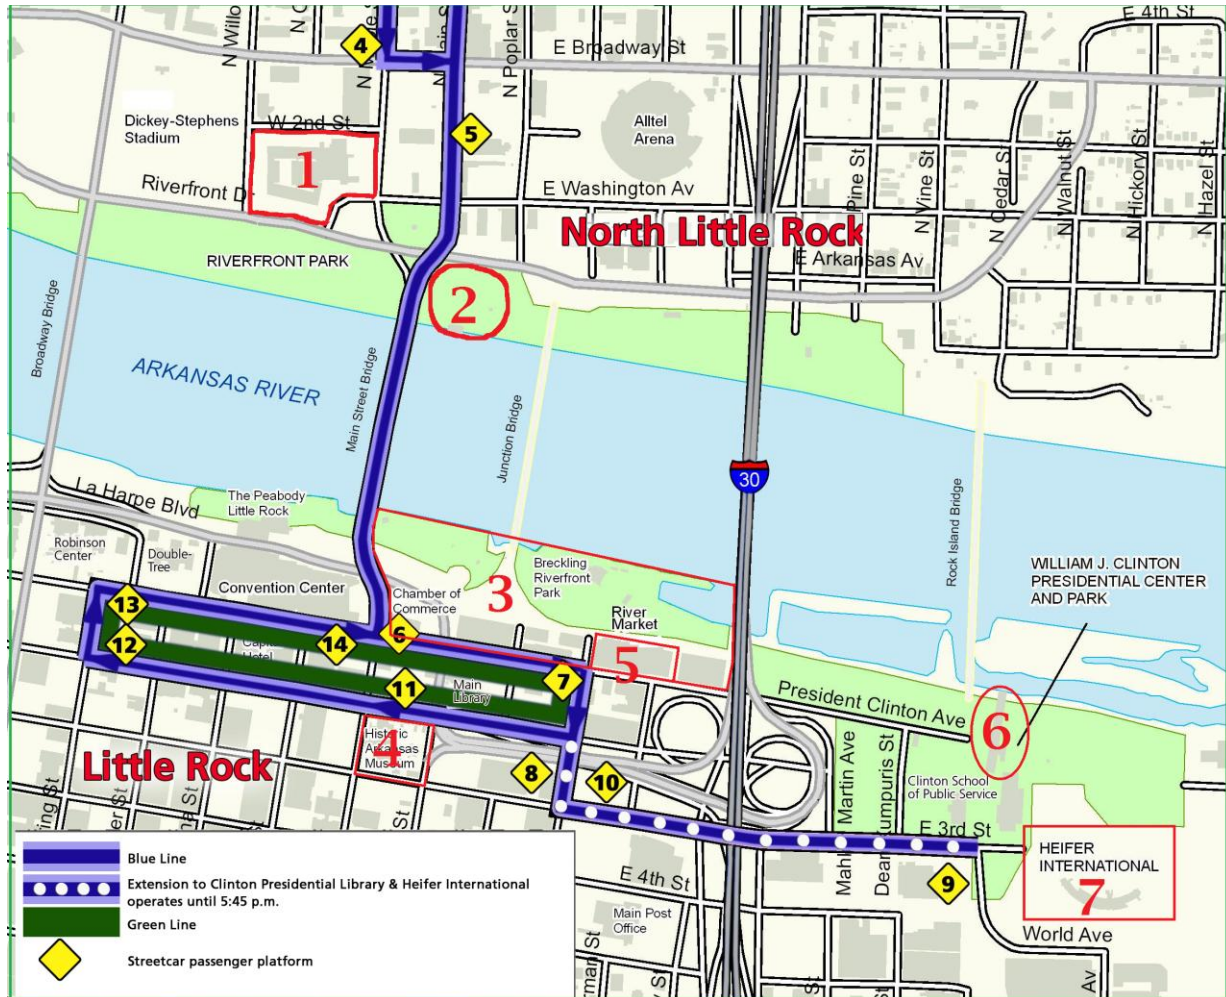 E 4th St
N Willo
N Poplar St
N Main St
4
E Broadway St
Dickey-Stephens
Stadium
W 2nd St
5
Alltel
Arena
1
Riverfront D
E Washington Av
N Pine St
N Vine St
N Cedar St
N Walnut St
N Hickory St
N Hazel St
North Little Rock
E Arkansas Av
RIVERFRONT PARK
2
Broadway Bridge
ARKANSAS RIVER
Main Street Bridge
Junction Bridge
30
Rock Island Bridge
La Harpe Blvd
The Peabody
Little Rock
Robinson
Center
Double-
Tree
Convention Center
Chamber of
Commerce
3
Breckling
Riverfront
Park
River
Market
WILLIAM J. CLINTON
PRESIDENTIAL CENTER
AND PARK
13
12
14
6
Hotel
11
Main
Library
7
5
President Clinton Ave
6
Historic
Arkansas
Museum
4
Little Rock
8
10
Clinton School
of Public Service
E 3rd St
9
HEIFER
INTERNATIONAL
7
World Ave
E 4th St
Main Post
Office
Av
Blue Line
Extension to Clinton Presidential Library & Heifer International
operates until 5:45 p.m.
Green Line
Streetcar passenger platform